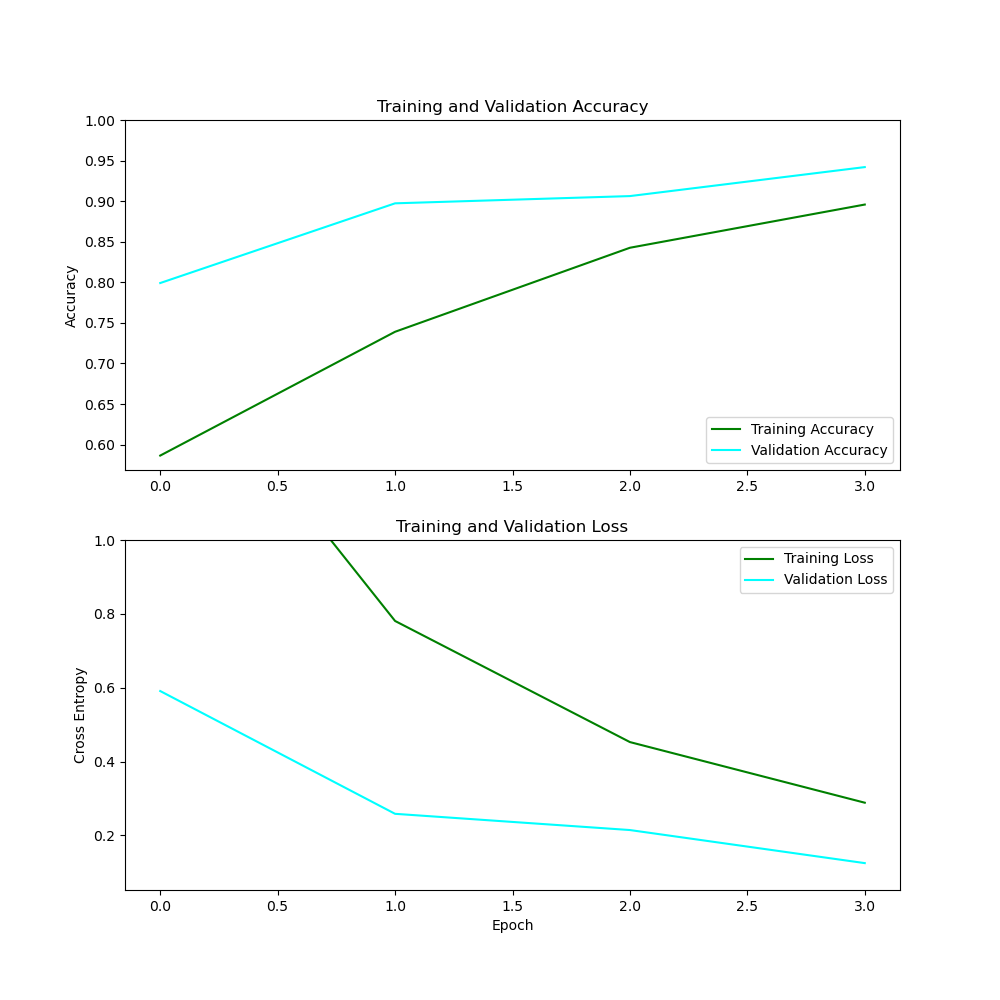 Training and Validation Accuracy
Accuracy
1.00
0.95
0.90
0.85
0.80
0.75
0.70
0.65
0.60
Training Accuracy
Validation Accuracy
0.0 0.5 1.0 1.5 2.0 2.5 3.0
Training and Validation Loss
Cross Entropy
1.0
0.8
0.6
0.4
0.2
Training Loss
Validation Loss
0.0 0.5 1.0 1.5 2.0 2.5 3.0
Epoch